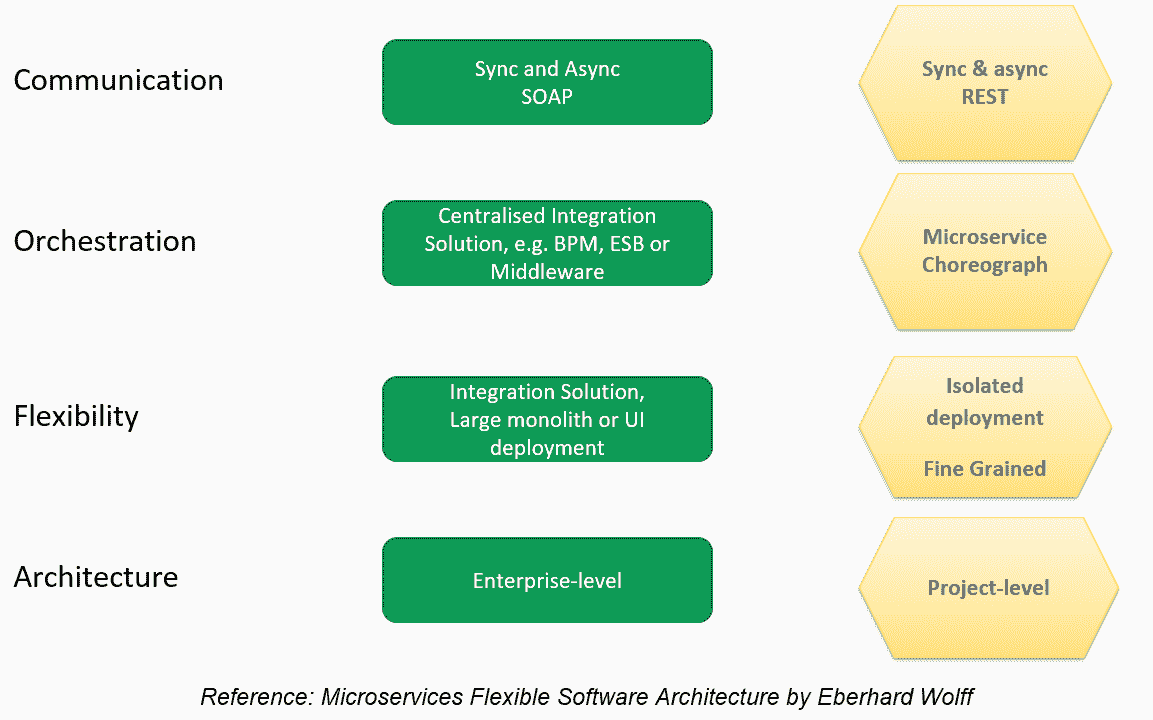 Communication
Sync and Async
SOAP
Sync & async
REST
Orchestration
Centralised Integration
Solution, e.g. BPM, ESB or
Middleware
Microservice
Choreograph
Flexibility
Integration Solution,
Large monolith or UI
deployment
Isolated
deployment
Fine Grained
Architecture
Enterprise-level
Project-level
Reference: Microservices Flexible Software Architecture by Eberhard Wolff